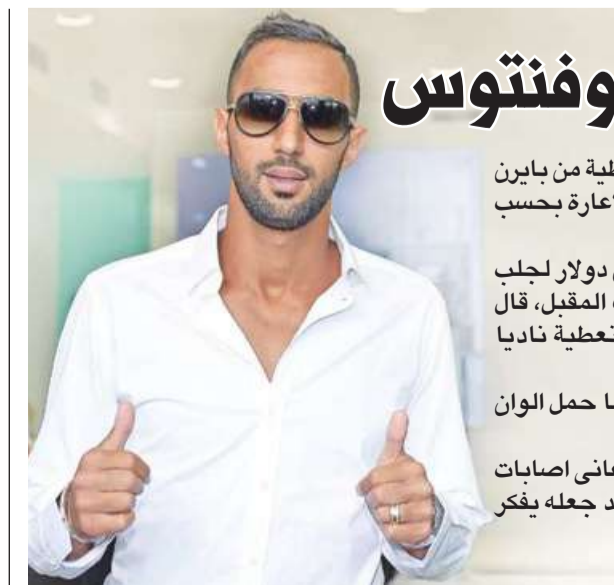 وفنتوس
طية من بايرن
عارة بحسب
دولار لجلب
المقبل، قال
تعطية ناديا
ا حمل الوان
انى اصابات
د جعله يفكر